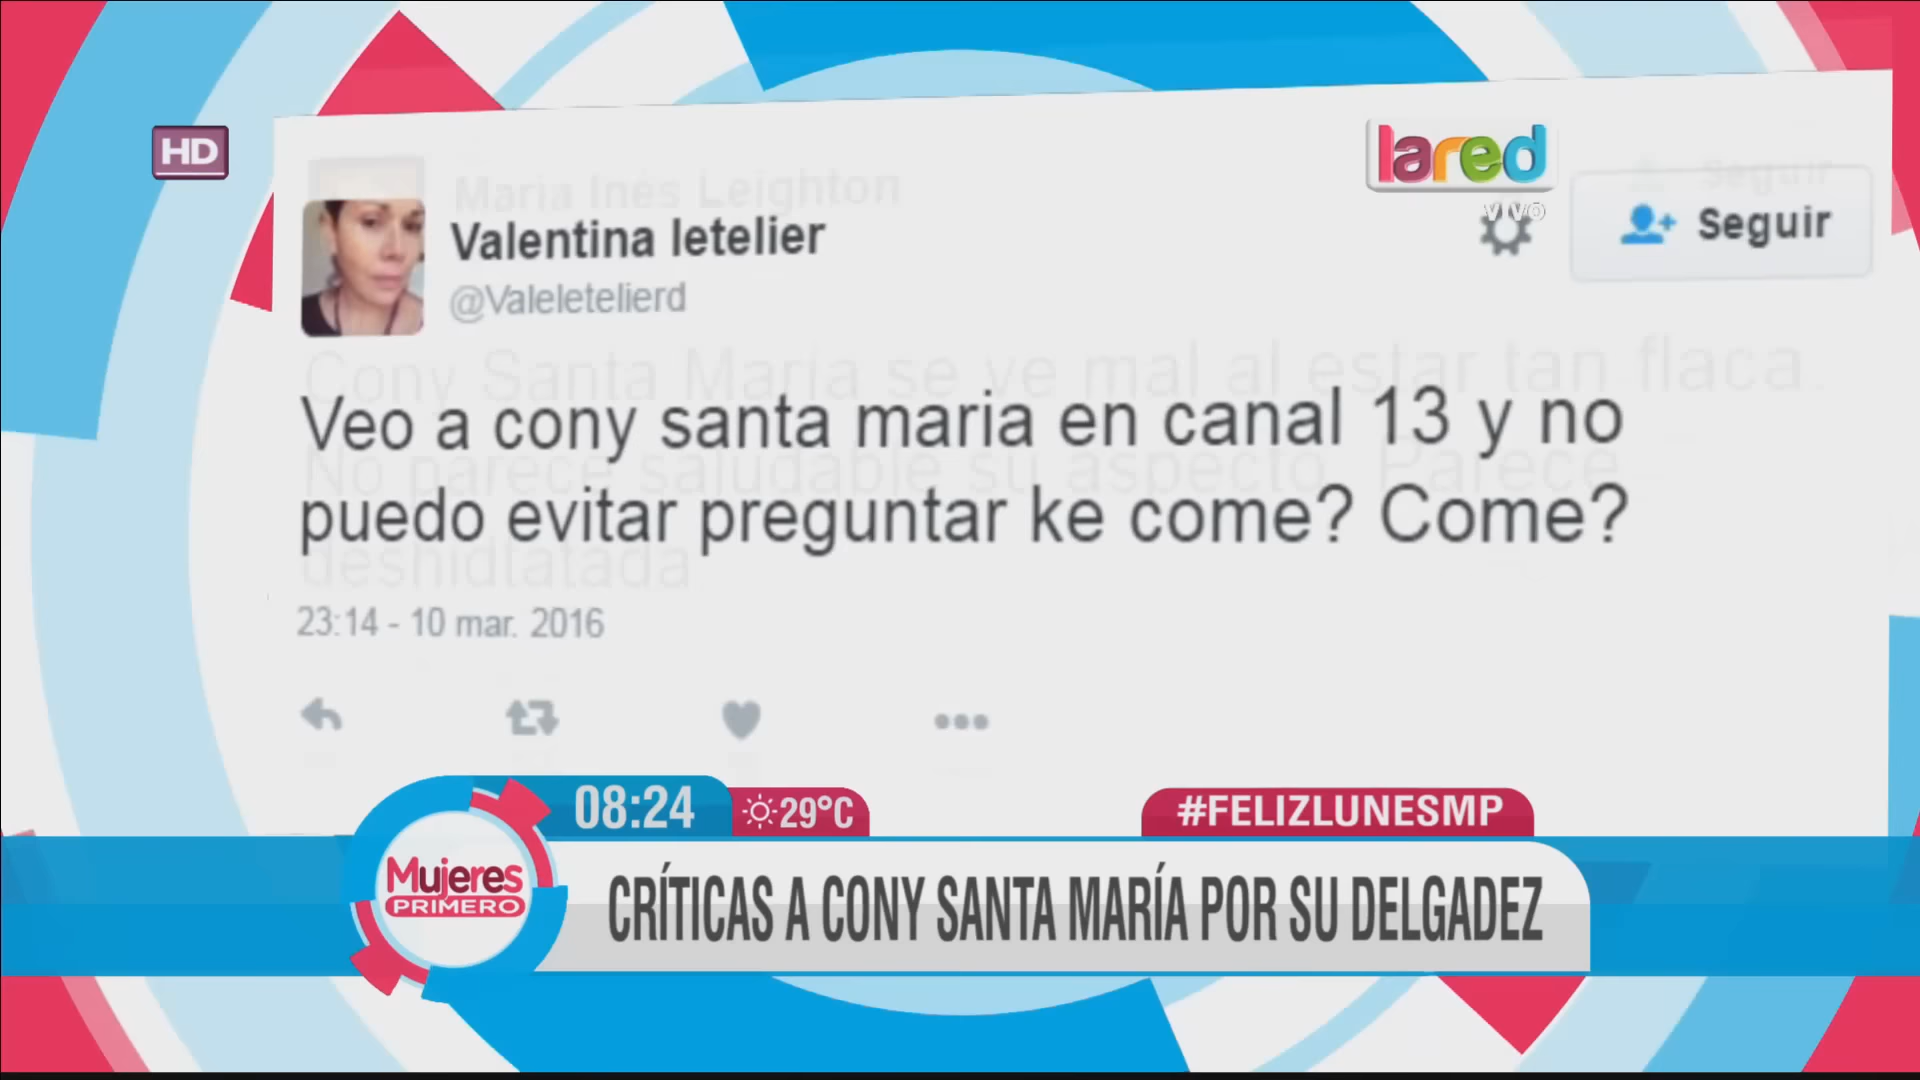 HD
lared
VIVO
Maria Inés Leighton
Seguir
Valentina letelier
@Valeletelierd
Seguir
Cony Santa María se ve mal al estar tan flaca.
No parece saludable su aspecto. Parece
deshidratada
Veo a cony santa maria en canal 13 y no
puedo evitar preguntar ke come? Come?
23:14 - 10 mar. 2016
08:24
29°C
#FELIZLUNESMP
Mujeres
PRIMERO
CRÍTICAS A CONY SANTA MARÍA POR SU DELGADEZ